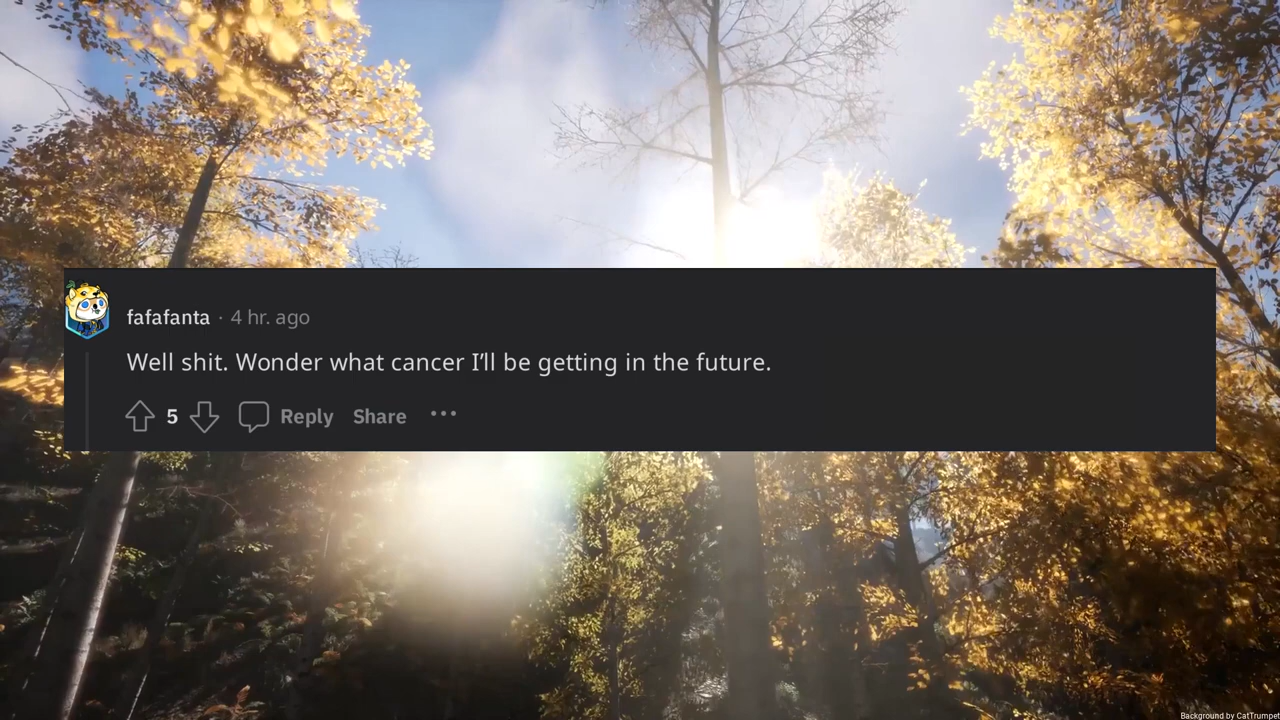 fafafanta · 4 hr. ago
Well shit. Wonder what cancer I'll be getting in the future.
5 Reply Share ···
Background by CatTrumpet